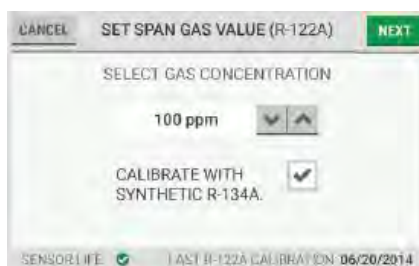 CANCEL SET SPAN GAS VALUE (R-122A) NEXT
SELECT GAS CONCENTRATION
100 ppm
CALIBRATE WITH
SYNTHETIC R-134A.
SENSOR LIFE LAST R-122A CALIBRATION 06/20/2014